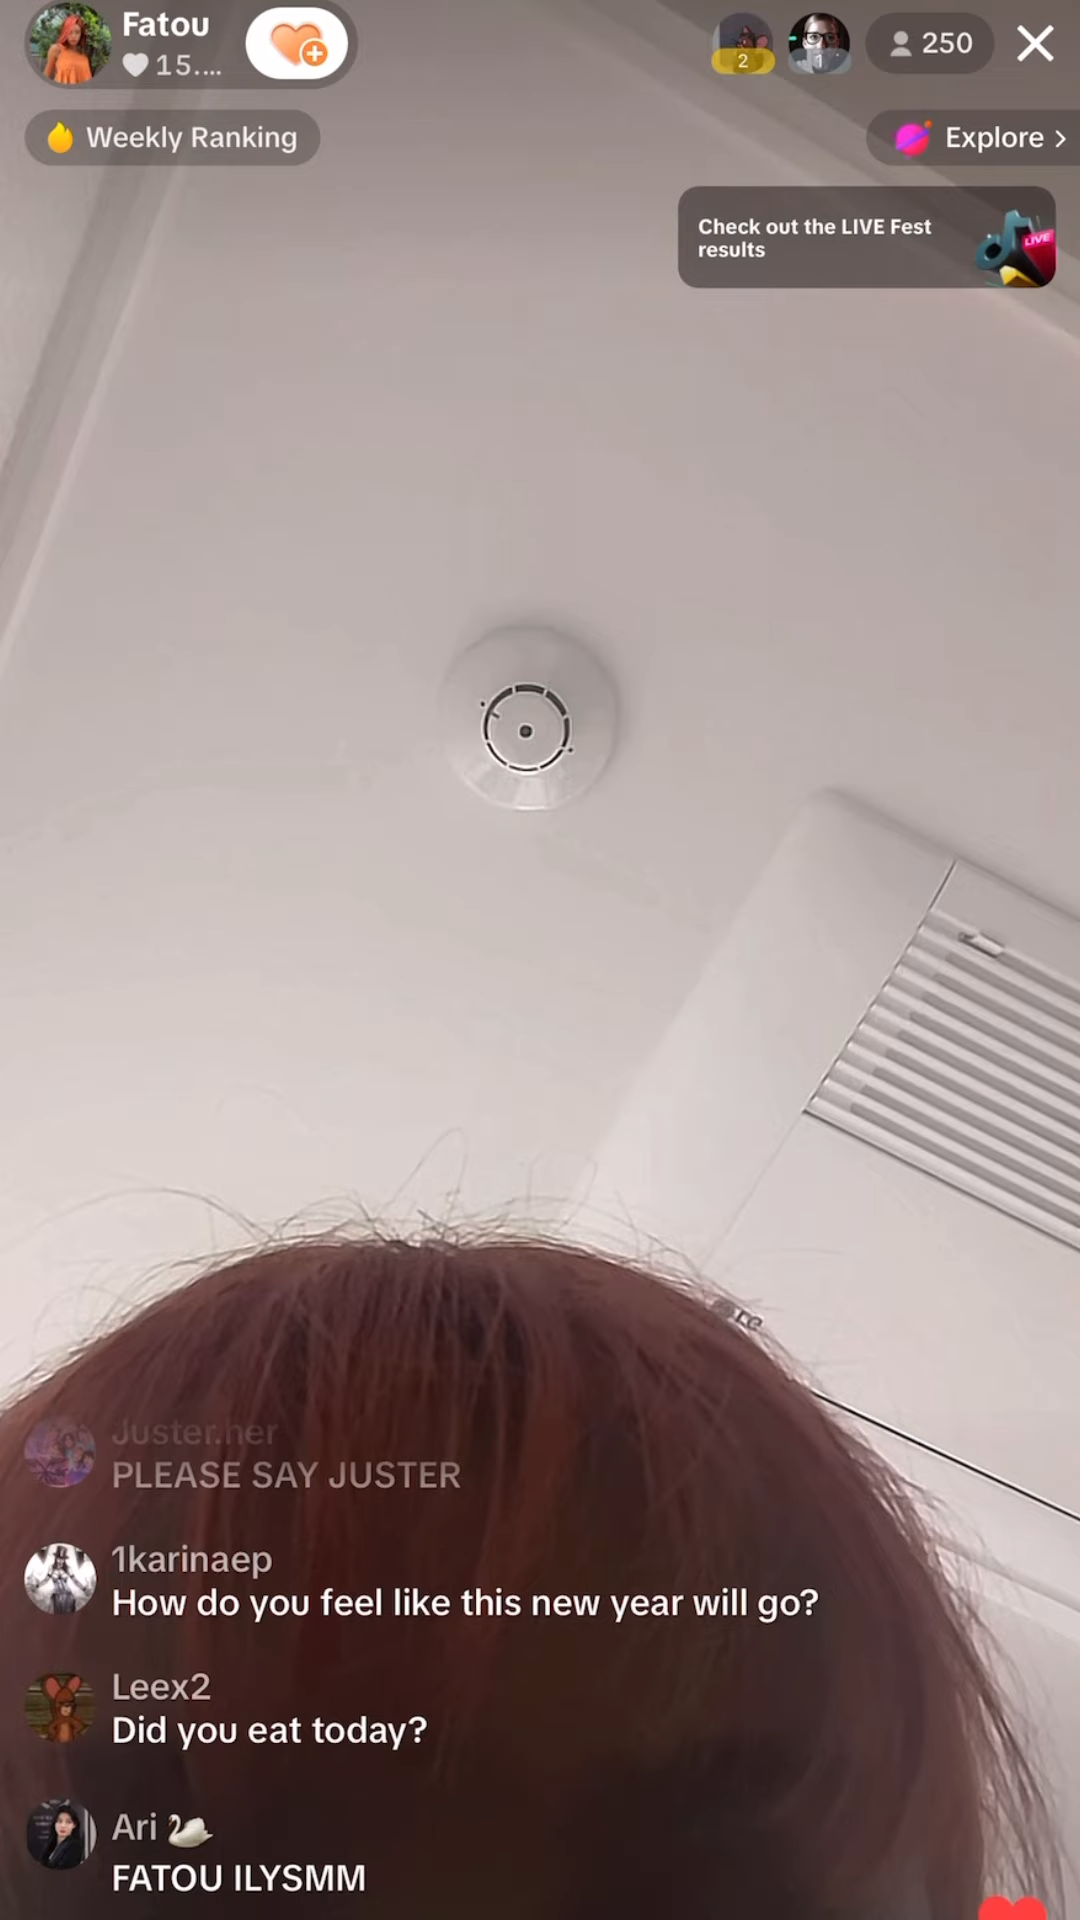 Fatou
15.…
2
1
250
Weekly Ranking
Explore >
Check out the LIVE Fest
results
LIVE
Juster.her
PLEASE SAY JUSTER
1karinaep
How do you feel like this new year will go?
Leex2
Did you eat today?
Ari 🦢
FATOU ILYSMM